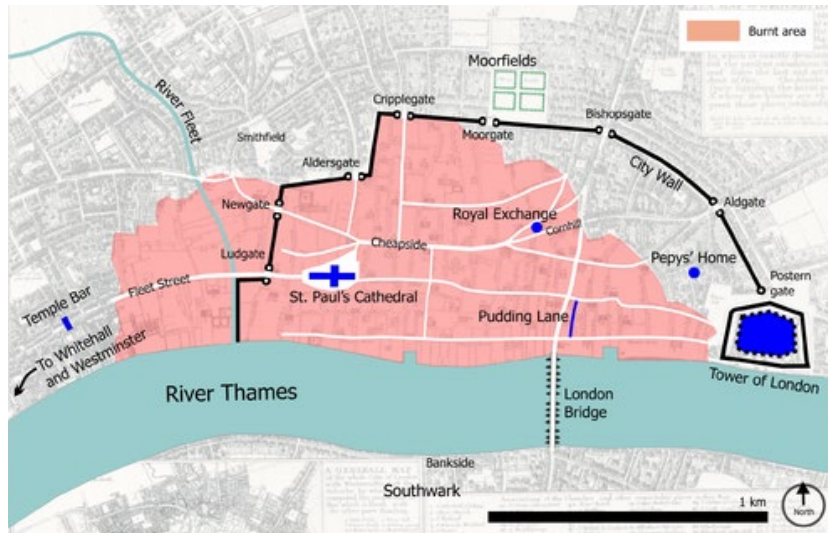 Burnt area
Moorfields
River Fleet
Cripplegate
Bishopsgate
Smithfield
Moorgate
Aldersgate
City Wall
Newgate
Aldgate
Royal Exchange
Cornhill
Cheapside
Ludgate
Pepys' Home
Fleet Street
Postern
gate
Temple Bar
St. Paul's Cathedral
Pudding Lane
To Whitehall
and Westminster
River Thames
Tower of London
London
Bridge
Bankside
Southwark
1 km
North